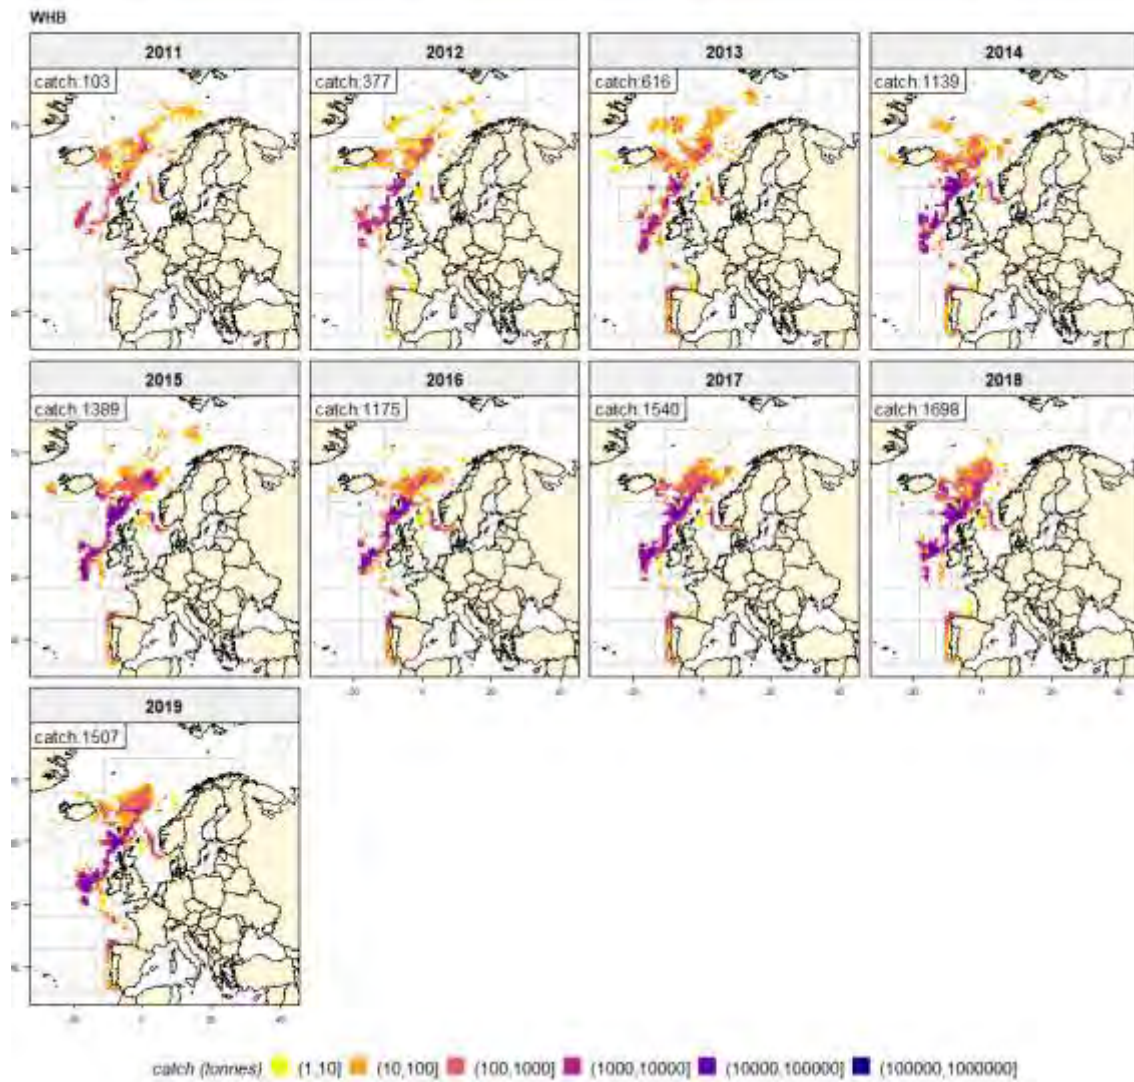 WHB
2011 2012 2013 2014
catch:103 catch:377 catch:616 catch:1139
2015 2016 2017 2018
catch:1389 catch:1175 catch:1540 catch:1698
2019
catch:1507
catch (tonnes) (1,10] (10,100] (100,1000] (1000,10000] (10000,100000] (100000,1000000]